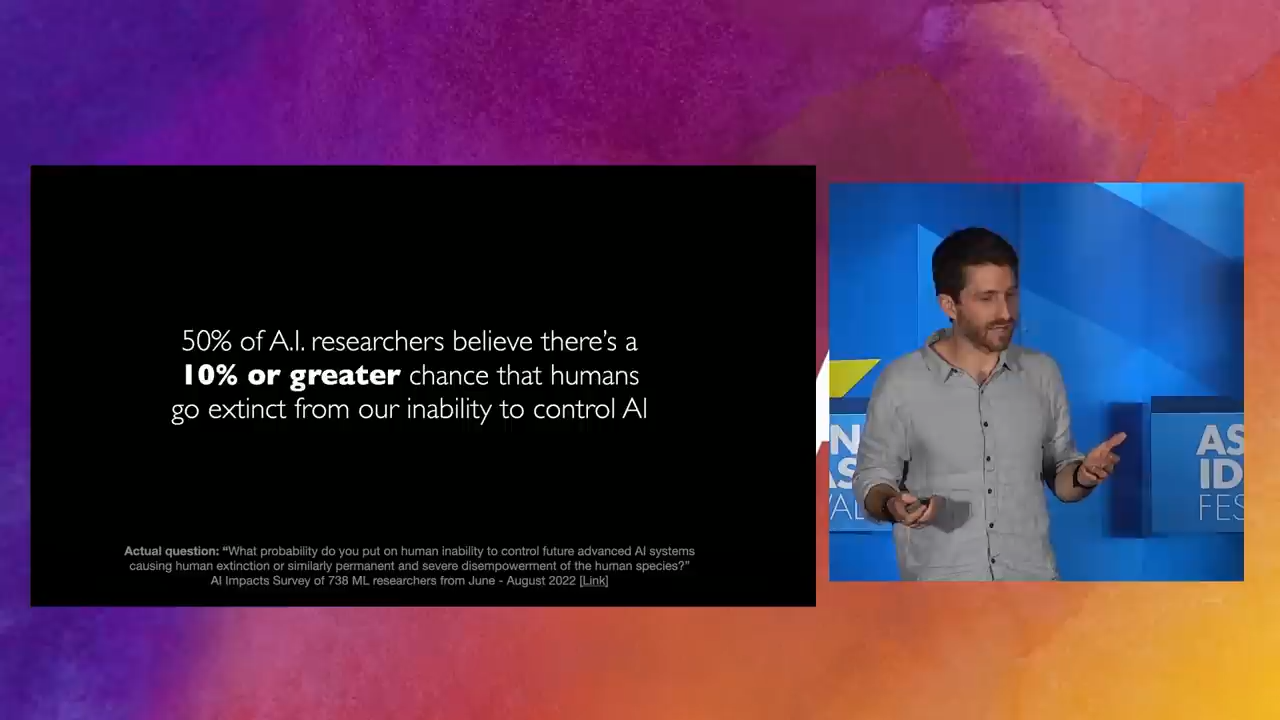 50% of A.I. researchers believe there's a
10% or greater chance that humans
go extinct from our inability to control AI
Actual question: "What probability do you put on human inability to control future advanced AI systems
causing human extinction or similarly permanent and severe disempowerment of the human species?"
AI Impacts Survey of 738 ML researchers from June - August 2022 [Link]
AS
ID
FES